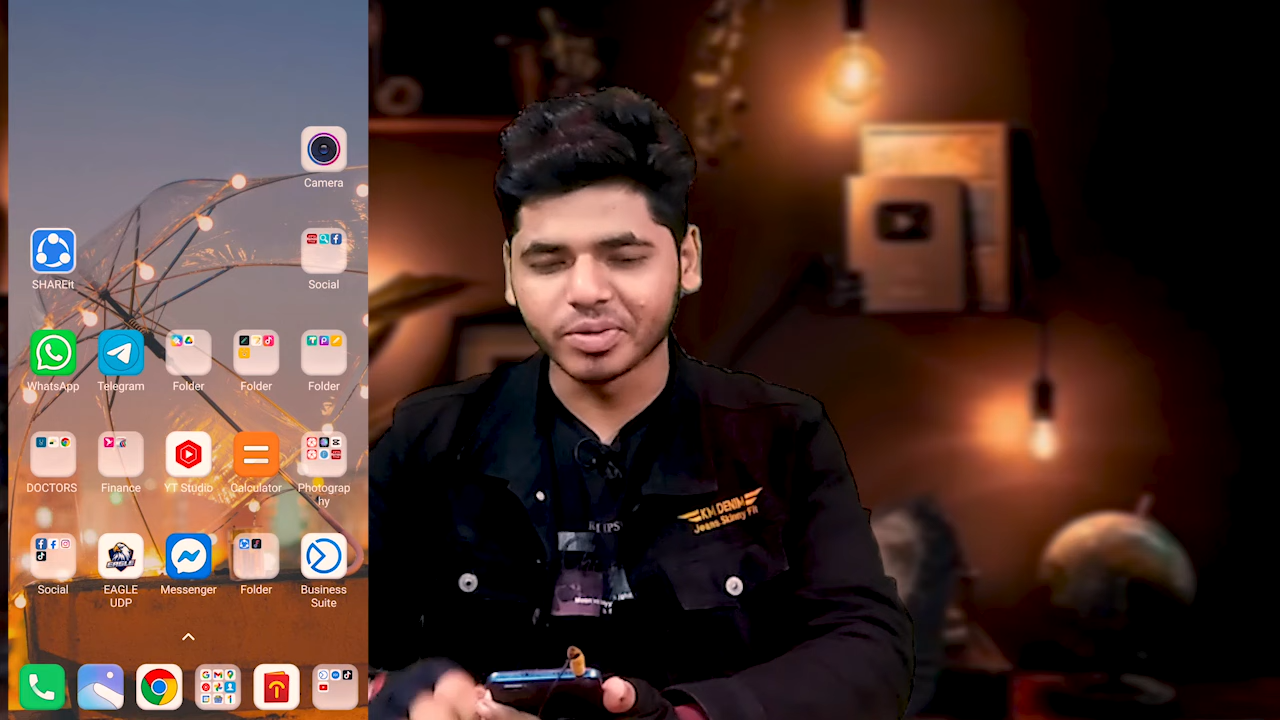 Camera
SHAREit
Social
WhatsApp
Telegram
Folder
Folder
Folder
DOCTORS
Finance
YT Studio
Calculator
Photograp
hy
Social
EAGLE
EAGLE
UDP
Messenger
Folder
Business
Suite
KM DENIM
Jeans Skinny Fit